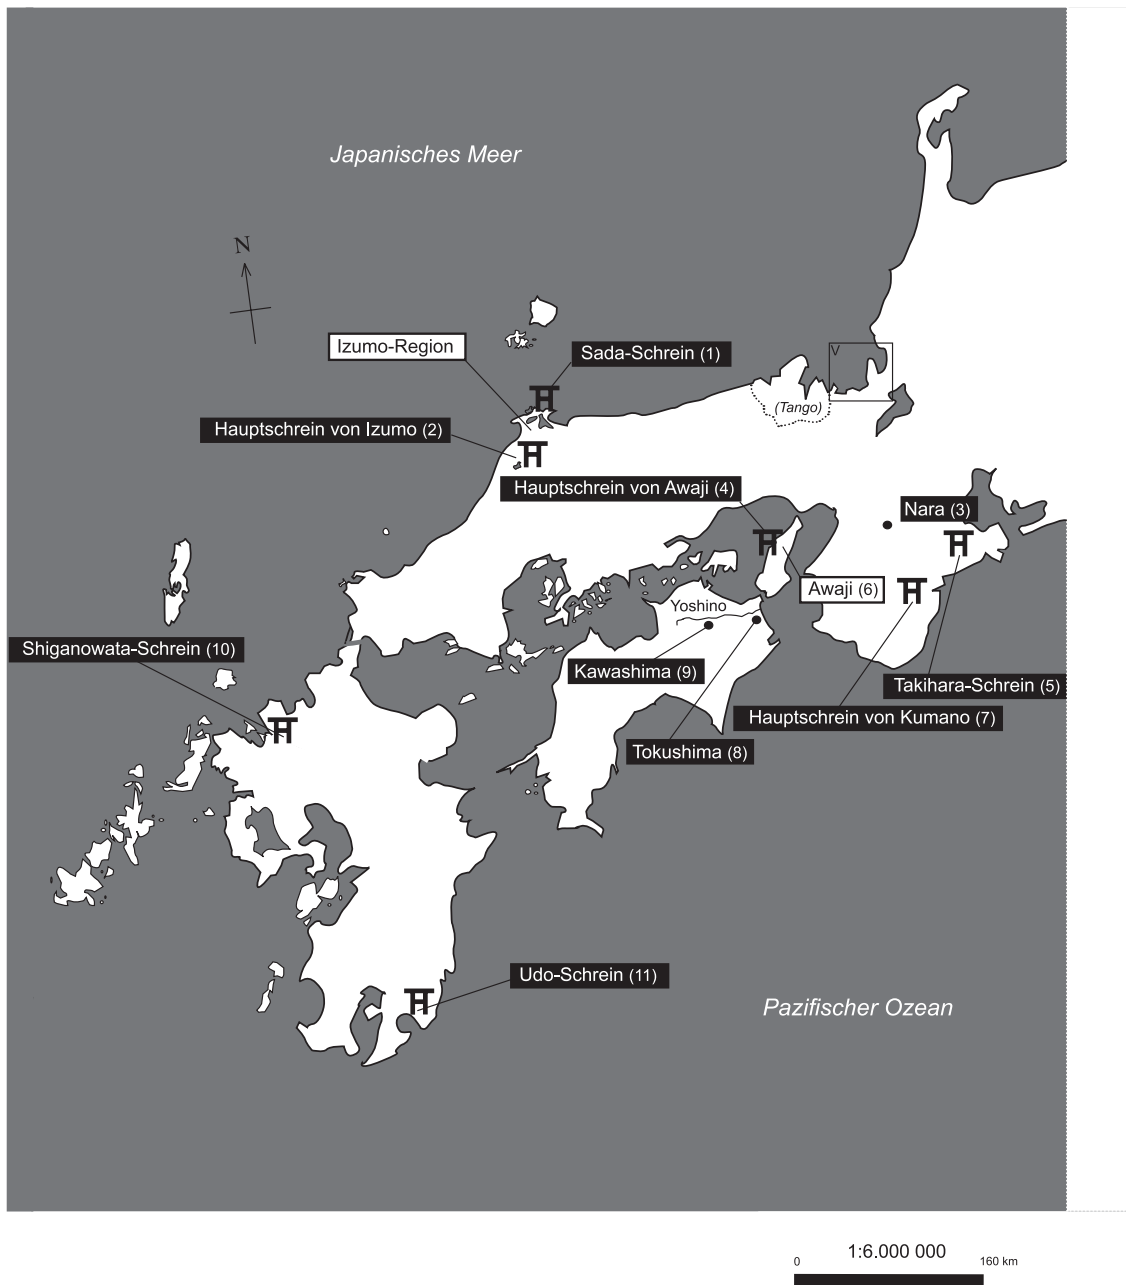 Japanisches Meer
N
Izumo-Region
Sada-Schrein (1)
V
(Tango)
Hauptschrein von Izumo (2)
Hauptschrein von Awaji (4)
Nara (3)
Awaji (6)
Yoshino
Shiganowata-Schrein (10)
Kawashima (9)
Takihara-Schrein (5)
Hauptschrein von Kumano (7)
Tokushima (8)
Udo-Schrein (11)
Pazifischer Ozean
1:6.000 000
0 160 km